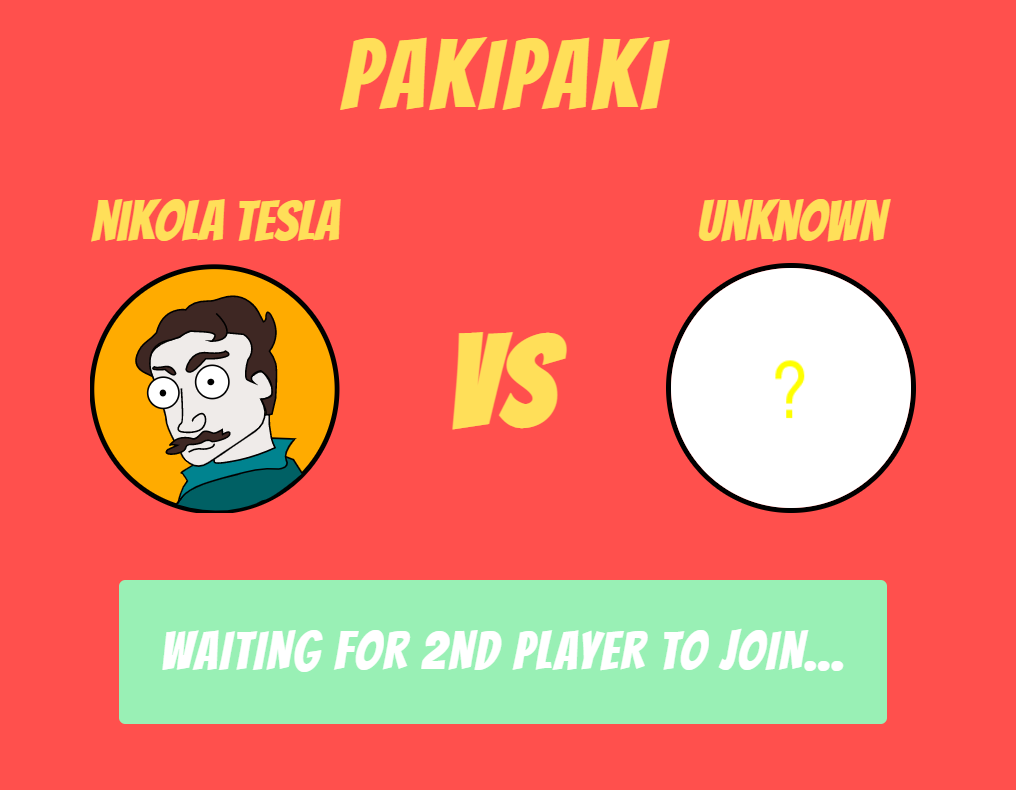 PAKIPAKI
NIKOLA TESLA
UNKNOWN
VS
?
WAITING FOR 2ND PLAYER TO JOIN...